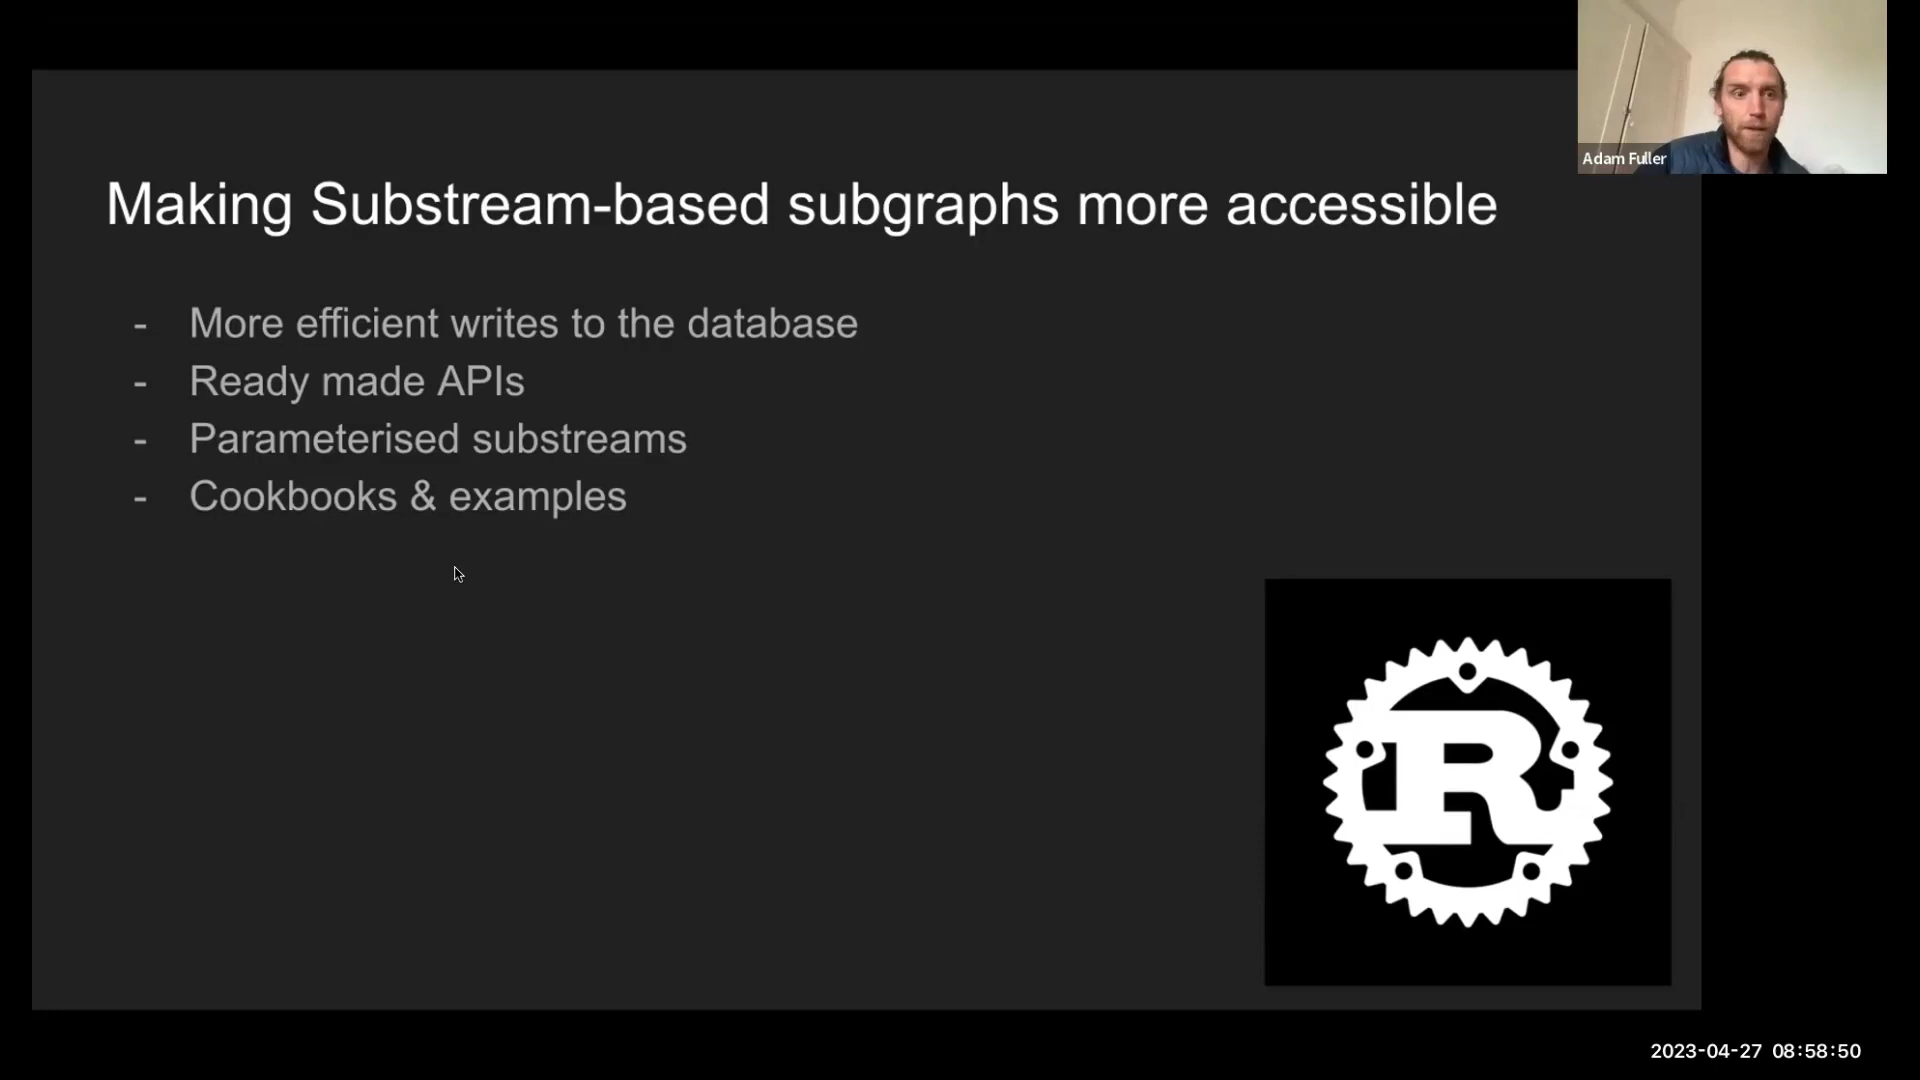 Adam Fuller
Making Substream-based subgraphs more accessible
- More efficient writes to the database
- Ready made APIs
- Parameterised substreams
- Cookbooks & examples
R
2023-04-27 08:58:50